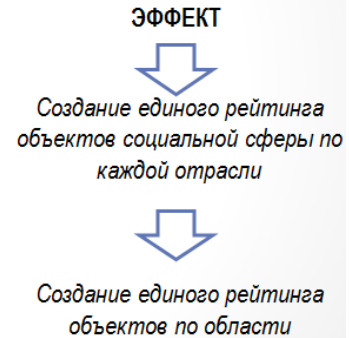 ЭФФЕКТ
Создание единого рейтинга
объектов социальной сферы по
каждой отрасли
Создание единого рейтинга
объектов по области